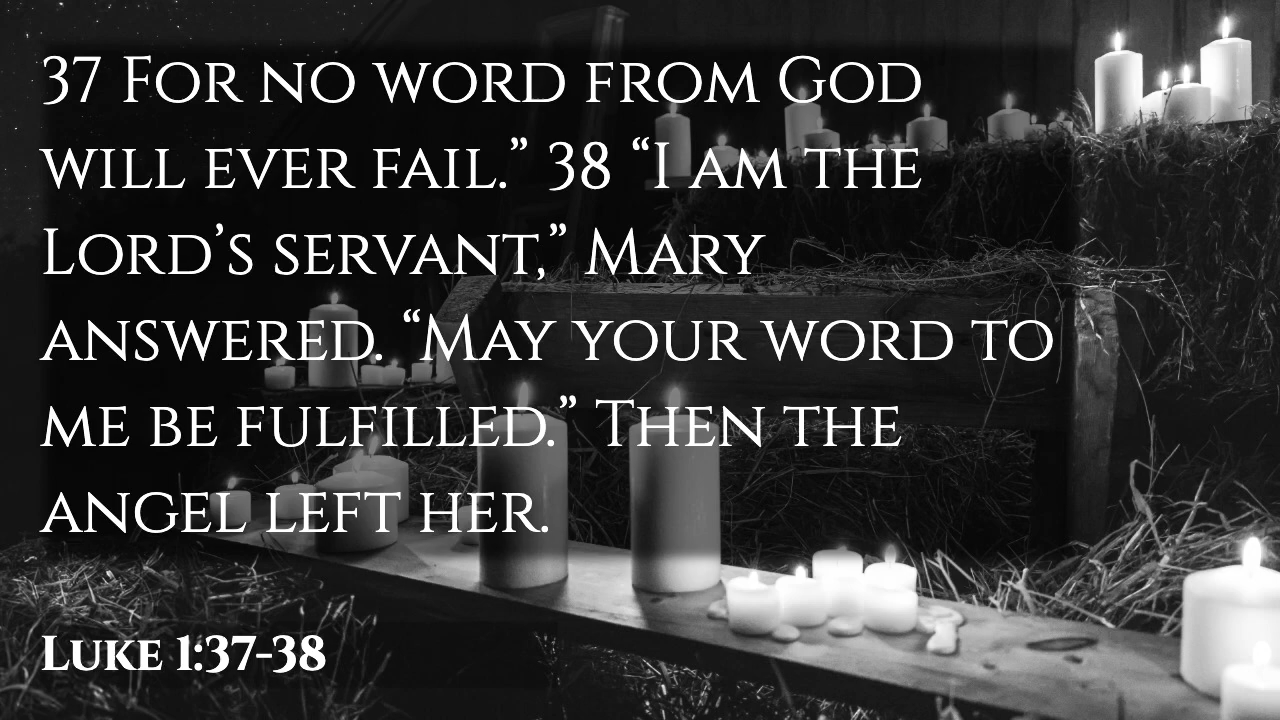 37 For no word from God
will ever fail.” 38 “I am the
Lord’s servant,” Mary
answered. “May your word to
me be fulfilled.” Then the
angel left her.
Luke 1:37-38